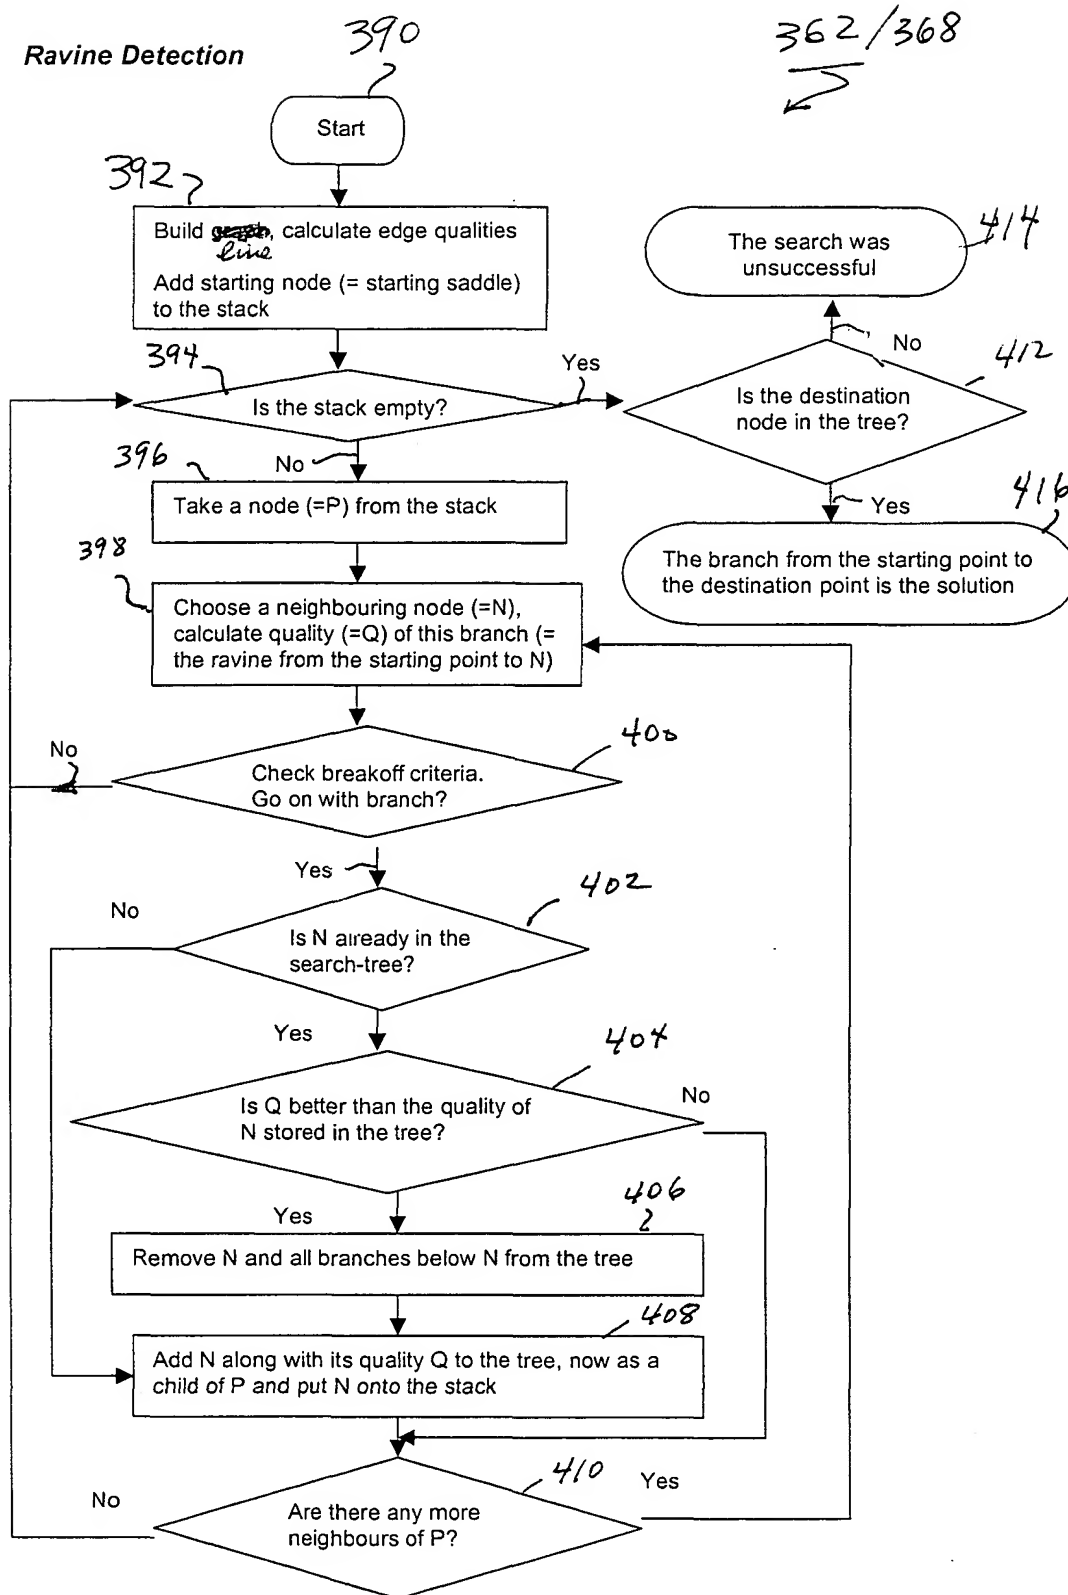 Ravine Detection
390
362/368
Start
392
Build , calculate edge qualities
line
Add starting node (= starting saddle)
to the stack
414
The search was
unsuccessful
No
412
Is the destination
node in the tree?
394
Yes
Is the stack empty?
No
396
Take a node (=P) from the stack
Yes
416
The branch from the starting point to
the destination point is the solution
398
Choose a neighbouring node (=N),
calculate quality (=Q) of this branch (=
the ravine from the starting point to N)
400
No
Check breakoff criteria.
Go on with branch?
Yes
402
No
Is N already in the
search-tree?
Yes
404
Is Q better than the quality of
N stored in the tree?
No
Yes
406
Remove N and all branches below N from the tree
408
Add N along with its quality Q to the tree, now as a
child of P and put N onto the stack
410
No
Yes
Are there any more
neighbours of P?